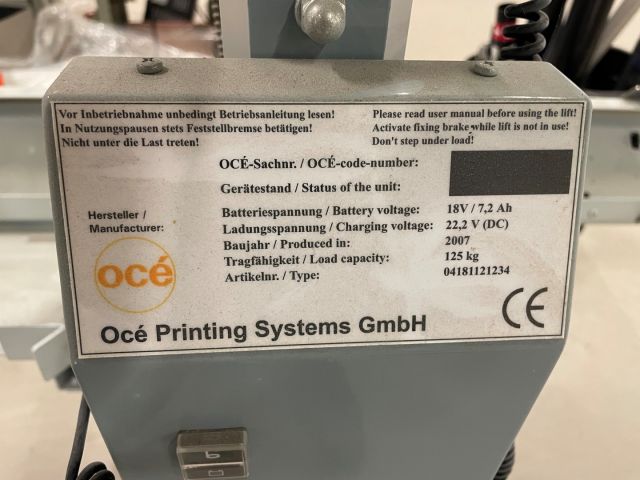 Vor Inbetriebnahme unbedingt Betriebsanleitung lesen!
In Nutzungspausen stets Feststellbremse betätigen!
Nicht unter die Last treten!
Please read user manual before using the lift!
Activate fixing brake while lift is not in use!
Don't step under load!
OCÉ-Sachnr. / OCÉ-code-number:
Gerätestand / Status of the unit:
Hersteller /
Manufacturer:
océ
Batteriespannung / Battery voltage: 18V / 7,2 Ah
Ladungsspannung / Charging voltage: 22,2 V (DC)
Baujahr / Produced in: 2007
Tragfähigkeit / Load capacity: 125 kg
Artikelnr. / Type: 04181121234
CE
Océ Printing Systems GmbH